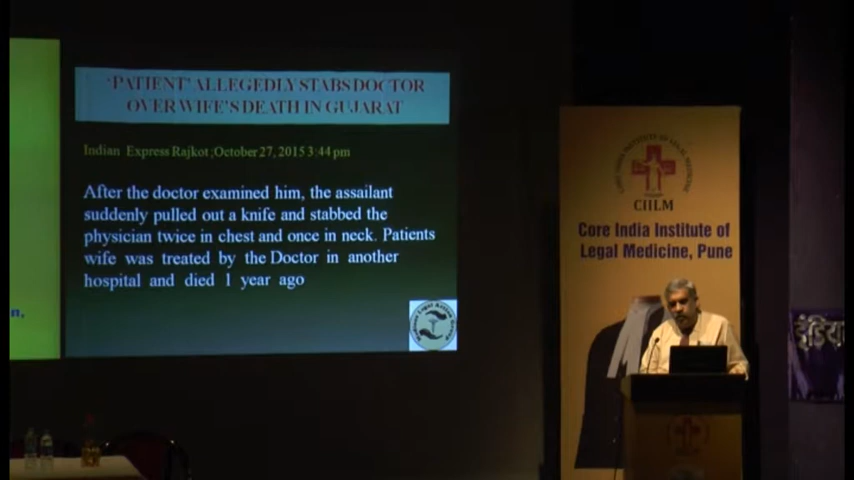 'PATIENT' ALLEGEDLY STABS DOCTOR
OVER WIFE'S DEATH IN GUJARAT
Indian Express Rajkot ;October 27, 2015 3:44 pm
After the doctor examined him, the assailant
suddenly pulled out a knife and stabbed the
physician twice in chest and once in neck. Patients
wife was treated by the Doctor in another
hospital and died 1 year ago
CIILM
Core India Institute of
Legal Medicine, Pune